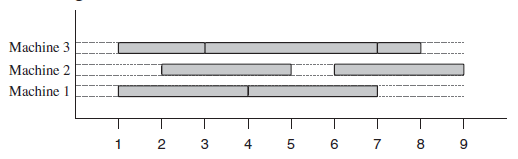 Machine 3
Machine 2
Machine 1
1 2 3 4 5 6 7 8 9